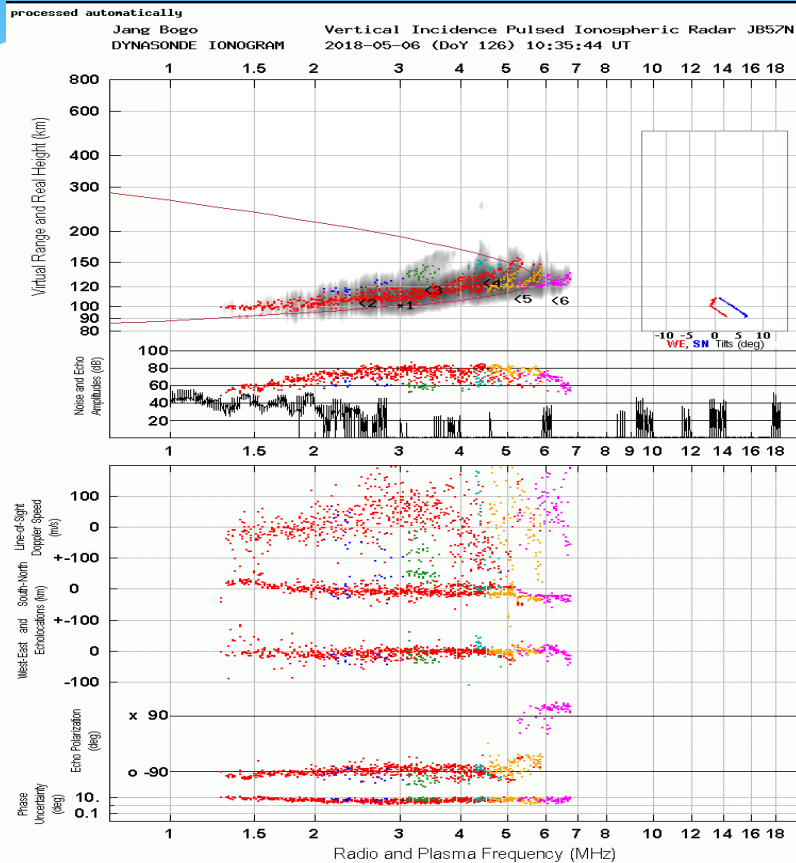 processed automatically
Jang Bogo Vertical Incidence Pulsed Ionospheric Radar JB57N
DYNASONDE IONOGRAM 2018-05-06 (DoY 126) 10:35:44 UT
1 1.5 2 3 4 5 6 7 8 9 10 12 14 16 18
800
600
400
300
200
150
120
100
90
80
Virtual Range and Real Height (km)
<2
×1
<3
<4
<5
<6
-10 -5 0 5 10
WE, SN Tilts (deg)
100
80
60
40
20
Noise and Echo
Amplitudes (dB)
1 1.5 2 3 4 5 6 7 8 9 10 12 14 16 18
100
0
+-100
0
+-100
0
-100
Line-of-Sight
Doppler Speed
(m/s)
West-East and South-North
Echolocations (km)
x 90
o -90
Echo Polarization
(deg)
10.
0.1
Phase
Uncertainty
(deg)
1 1.5 2 3 4 5 6 7 8 9 10 12 14 16 18
Radio and Plasma Frequency (MHz)